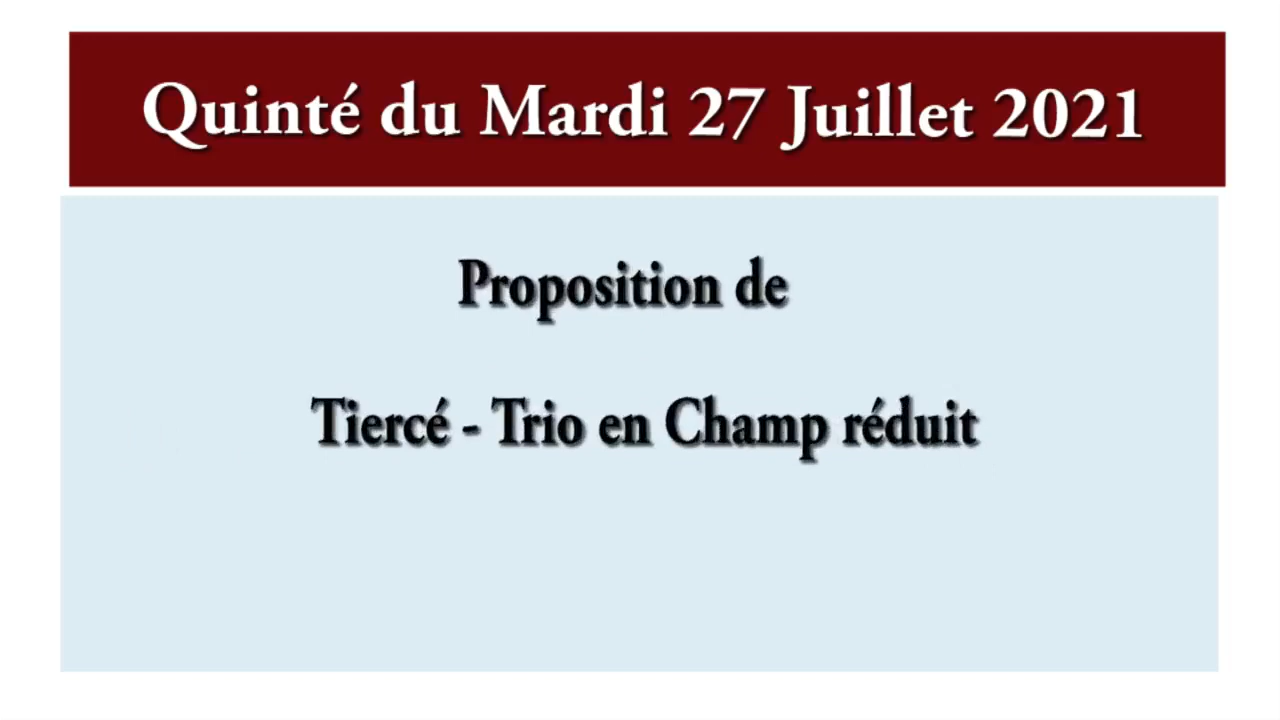 Quinté du Mardi 27 Juillet 2021
Proposition de
Tiercé - Trio en Champ réduit